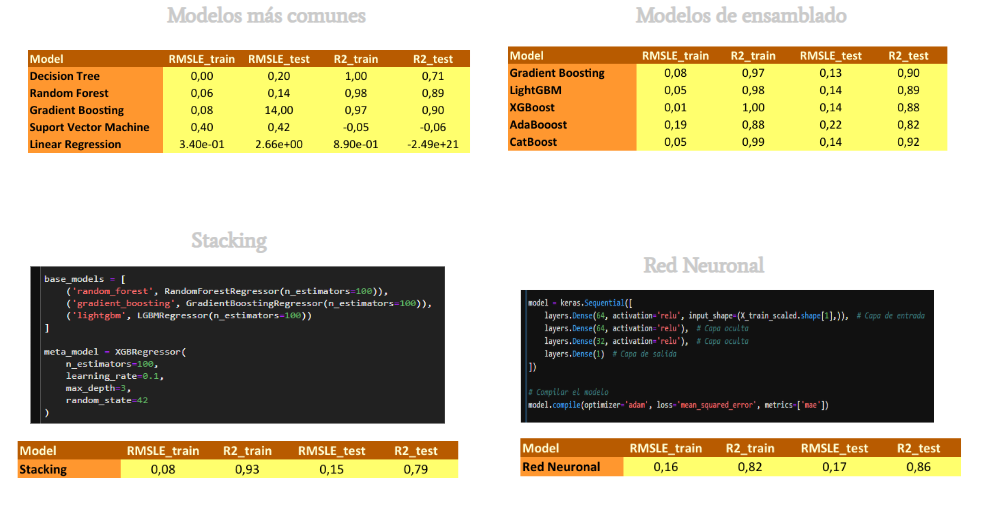 Modelos más comunes
Model RMSLE_train RMSLE_test R2_train R2_test
Decision Tree 0,00 0,20 1,00 0,71
Random Forest 0,06 0,14 0,98 0,89
Gradient Boosting 0,08 14,00 0,97 0,90
Suport Vector Machine 0,40 0,42 -0,05 -0,06
Linear Regression 3.40e-01 2.66e+00 8.90e-01 -2.49e+21
Modelos de ensamblado
Model RMSLE_train R2_train RMSLE_test R2_test
Gradient Boosting 0,08 0,97 0,13 0,90
LightGBM 0,05 0,98 0,14 0,89
XGBoost 0,01 1,00 0,14 0,88
AdaBooost 0,19 0,88 0,22 0,82
CatBoost 0,05 0,99 0,14 0,92
Stacking
base_models = [
('random_forest', RandomForestRegressor(n_estimators=100)),
('gradient_boosting', GradientBoostingRegressor(n_estimators=100)),
('lightgbm', LGBMRegressor(n_estimators=100))
]
meta_model = XGBRegressor(
n_estimators=100,
learning_rate=0.1,
max_depth=3,
random_state=42
)
Model RMSLE_train R2_train RMSLE_test R2_test
Stacking 0,08 0,93 0,15 0,79
Red Neuronal
model = keras.Sequential([
layers.Dense(64, activation='relu', input_shape=(X_train_scaled.shape[1],)), # Capa de entrada
layers.Dense(64, activation='relu'), # Capa oculta
layers.Dense(32, activation='relu'), # Capa oculta
layers.Dense(1) # Capa de salida
])
# Compilar el modelo
model.compile(optimizer='adam', loss='mean_squared_error', metrics=['mae'])
Model RMSLE_train R2_train RMSLE_test R2_test
Red Neuronal 0,16 0,82 0,17 0,86